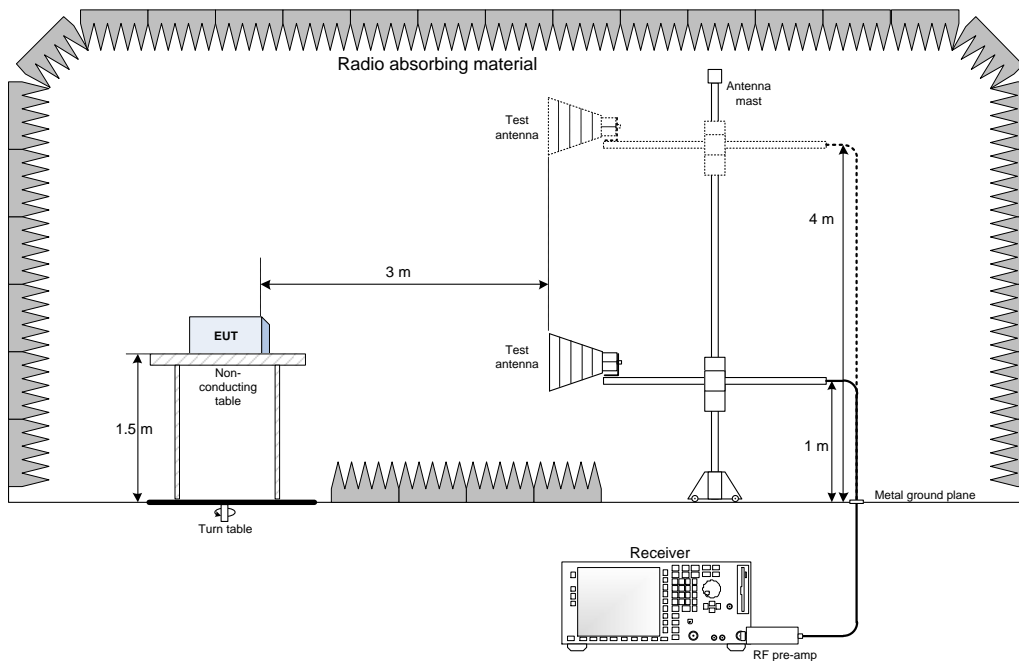 Radio absorbing material
Antenna
mast
Test
antenna
4 m
3 m
EUT
Test
antenna
Non-
conducting
table
1.5 m
1 m
Metal ground plane
Turn table
Receiver
RF pre-amp